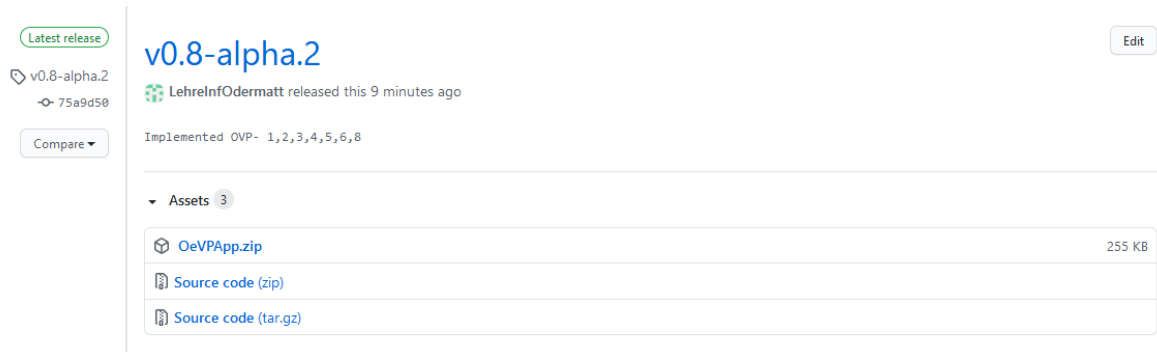 Latest release
v0.8-alpha.2
75a9d50
Compare
v0.8-alpha.2
Edit
LehreInfOdermatt released this 9 minutes ago
Implemented OVP- 1,2,3,4,5,6,8
Assets 3
OeVPApp.zip 255 KB
Source code (zip)
Source code (tar.gz)